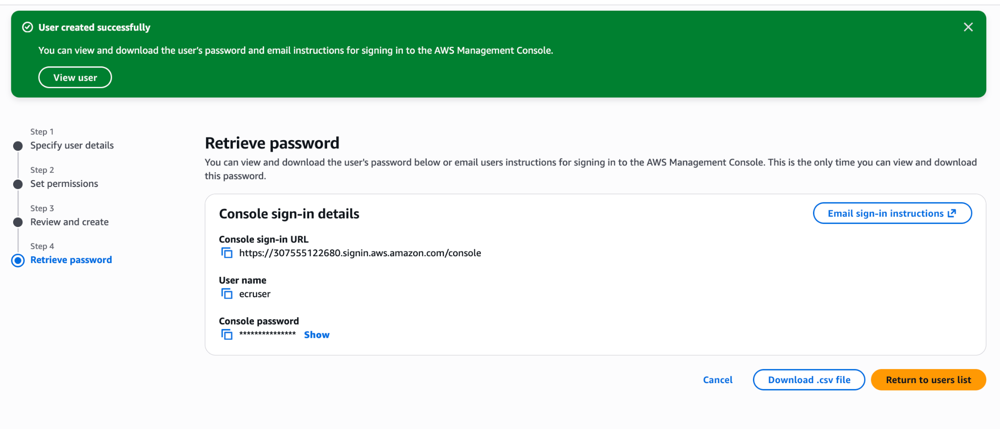 User created successfully
You can view and download the user’s password and email instructions for signing in to the AWS Management Console.
View user
Step 1
Specify user details
Step 2
Set permissions
Step 3
Review and create
Step 4
Retrieve password
Retrieve password
You can view and download the user's password below or email users instructions for signing in to the AWS Management Console. This is the only time you can view and download
this password.
Console sign-in details
Email sign-in instructions
Console sign-in URL
https://307555122680.signin.aws.amazon.com/console
User name
ecruser
Console password
*************** Show
Cancel
Download .csv file
Return to users list